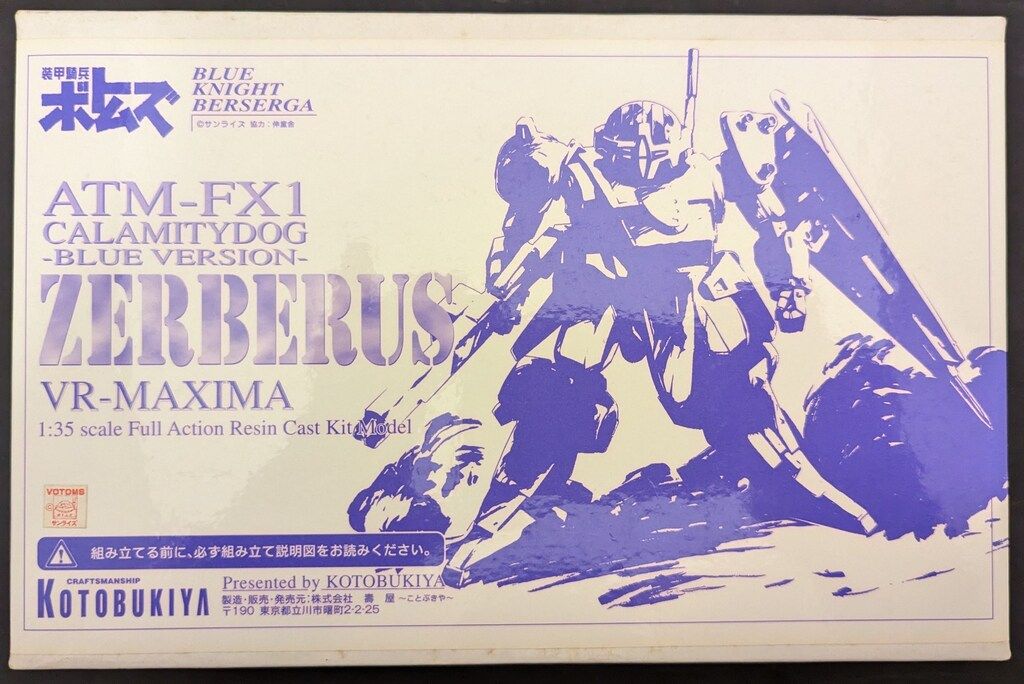 装甲騎兵
ボトムズ
BLUE
KNIGHT
BERSERGA
©サンライズ 協力:伸童舎
ATM-FX1
CALAMITYDOG
-BLUE VERSION-
ZERBERUS
VR-MAXIMA
1:35 scale Full Action Resin Cast Kit Model
VOTOMS
サンライズ
組み立てる前に、必ず組み立て説明図をお読みください。
CRAFTSMANSHIP
KOTOBUKIYA
Presented by KOTOBUKIYA
製造・販売・発売元:株式会社 壽 屋 〜ことぶきや〜
〒190 東京都立川市曙町2-2-25